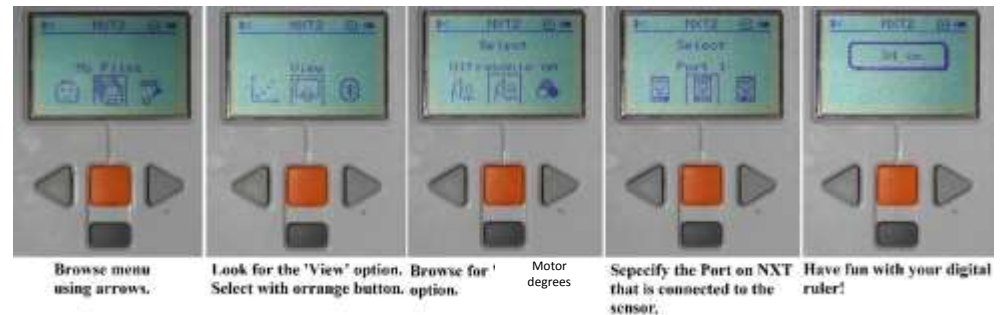 NXT2
My Files
NXT2
View
NXT2
Select
Ultrasonic cm
NXT2
Select
Port 1
NXT2
Browse menu
using arrows.
Look for the 'View' option.
Select with orrange button.
Browse for '
Motor
degrees
option.
Sepecify the Port on NXT
that is connected to the
sensor.
Have fun with your digital
ruler!